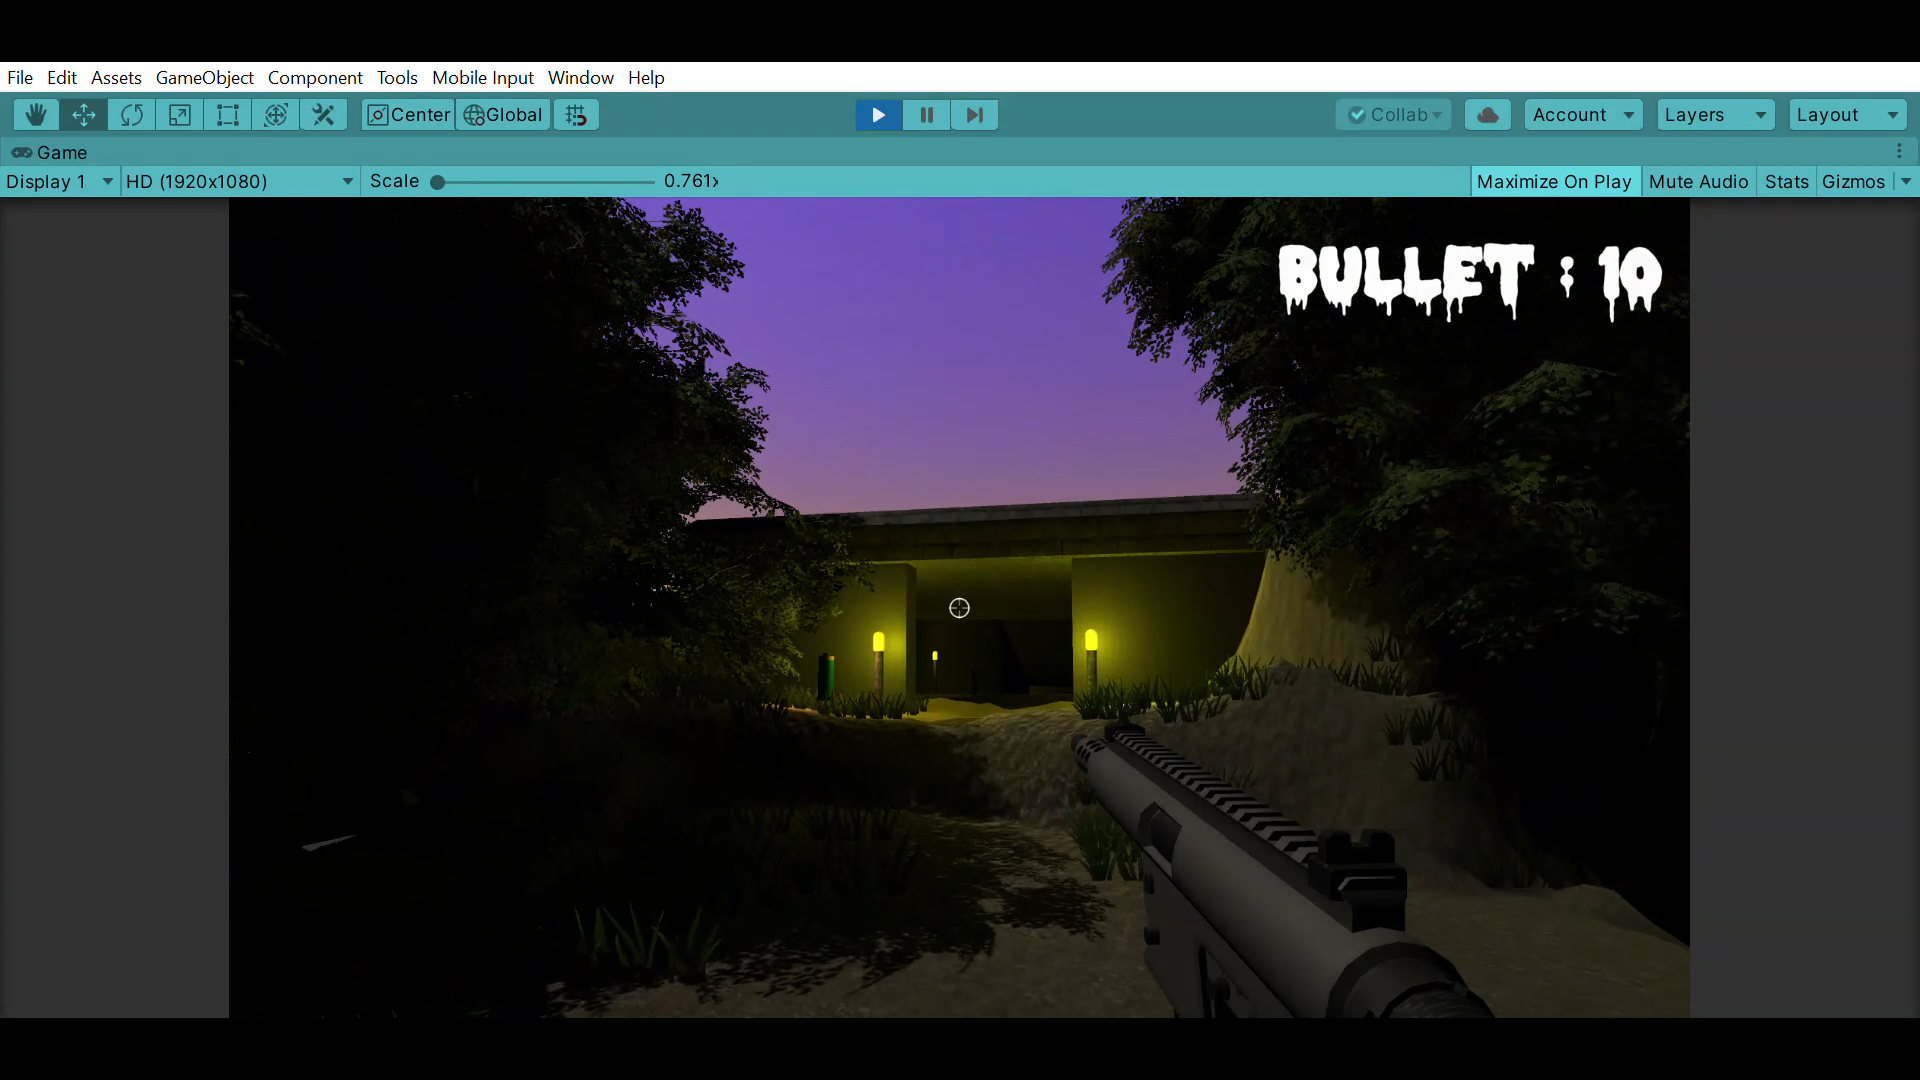 File Edit Assets GameObject Component Tools Mobile Input Window Help
Center Global Collab Account Layers Layout
Game
Display 1 HD (1920x1080) Scale 0.761x Maximize On Play Mute Audio Stats Gizmos
BULLET : 10